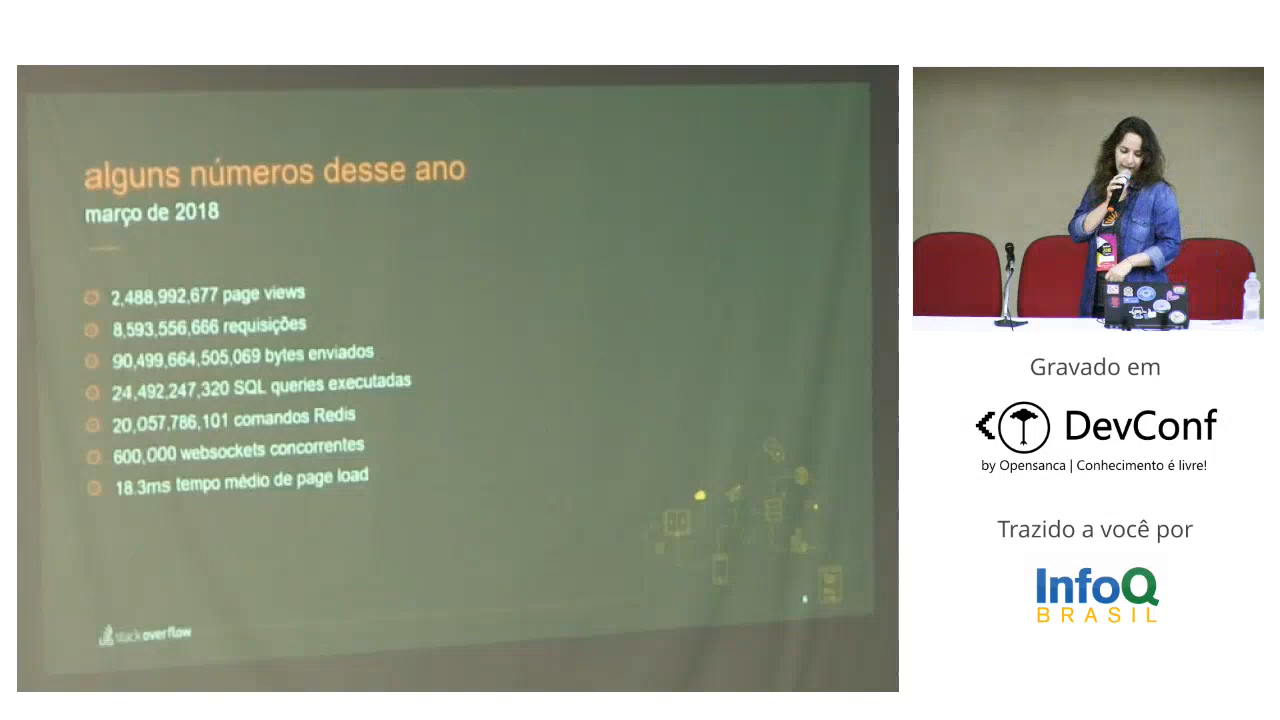 alguns números desse ano
março de 2018
2,488,992,677 page views
8,593,556,666 requisições
90,499,664,505,069 bytes enviados
24,492,247,320 SQL queries executadas
20,057,786,101 comandos Redis
600,000 websockets concorrentes
18.3ms tempo médio de page load
stack overflow
Gravado em
DevConf
by Opensanca | Conhecimento é livre!
Trazido a você por
InfoQ
BRASIL